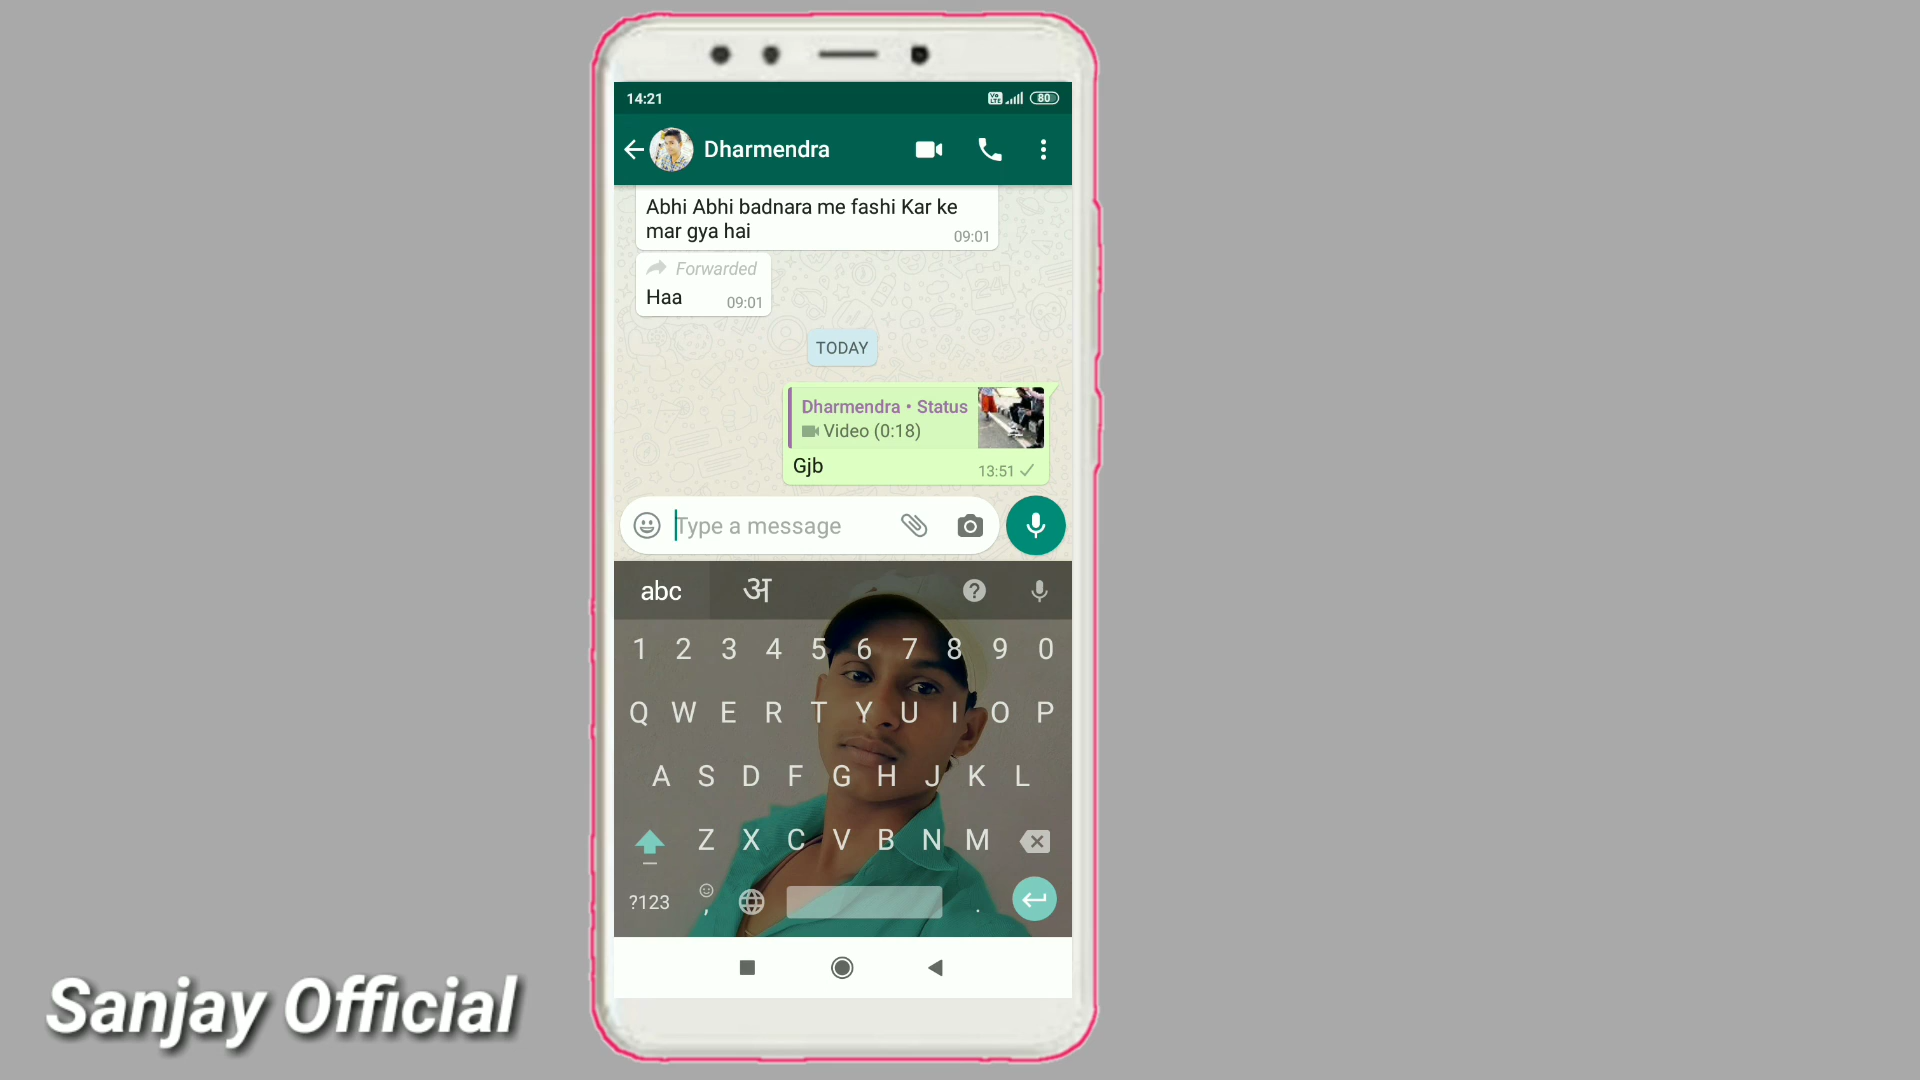 14:21
Vo LTE 80
Dharmendra
Abhi Abhi badnara me fashi Kar ke
mar gya hai
09:01
Forwarded
Haa 09:01
TODAY
Dharmendra • Status
Video (0:18)
Gjb 13:51
Type a message
abc अ ?
1 2 3 4 5 6 7 8 9 0
Q W E R T Y U I O P
A S D F G H J K L
Z X C V B N M
?123 , .
Sanjay Official